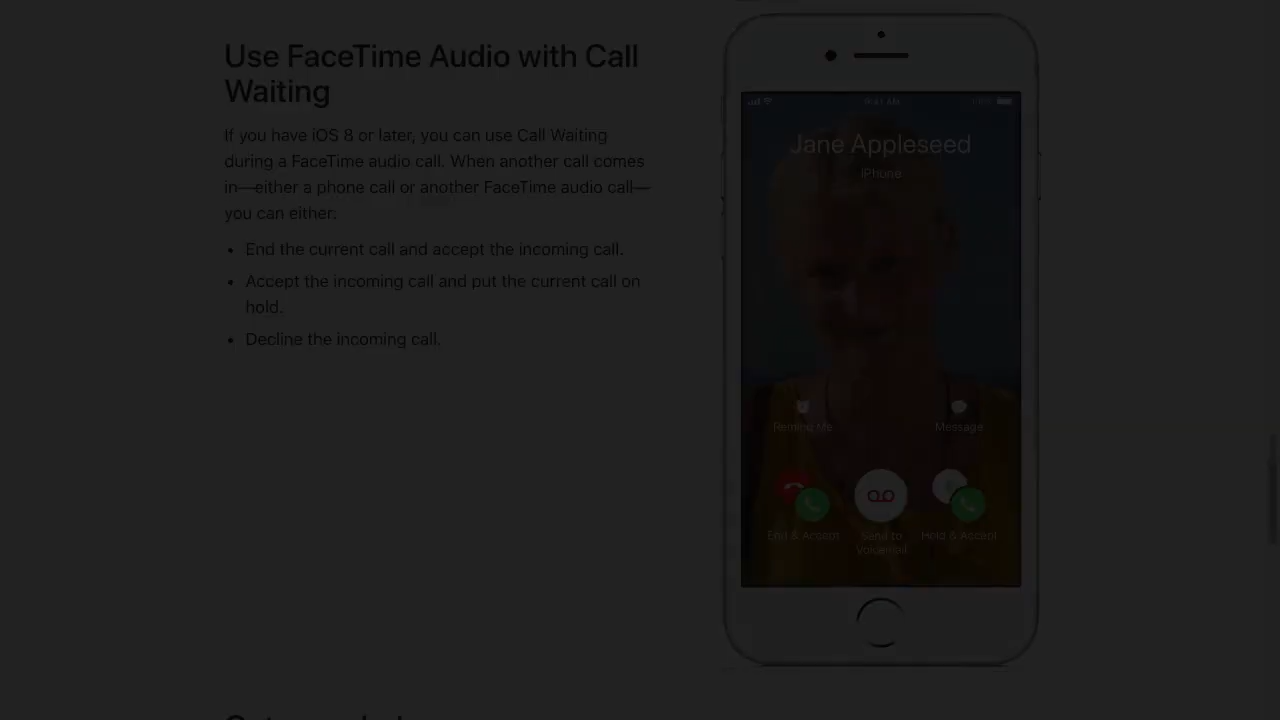 Use FaceTime Audio with Call
Waiting
If you have iOS 8 or later, you can use Call Waiting
during a FaceTime audio call. When another call comes
in—either a phone call or another FaceTime audio call—
you can either:
• End the current call and accept the incoming call.
• Accept the incoming call and put the current call on
hold.
• Decline the incoming call.
9:41 AM
Jane Appleseed
iPhone
Remind Me
Message
End & Accept
Send to
Voicemail
Hold & Accept